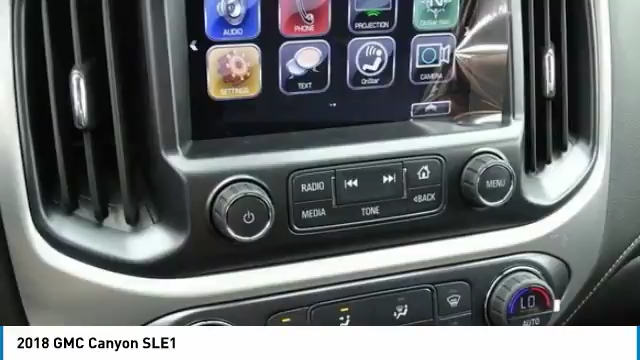 AUDIO
PHONE
PROJECTION
SETTINGS
TEXT
OnStar
CAMERA
RADIO
MEDIA
TONE
BACK
MENU
LO
AUTO
2018 GMC Canyon SLE1